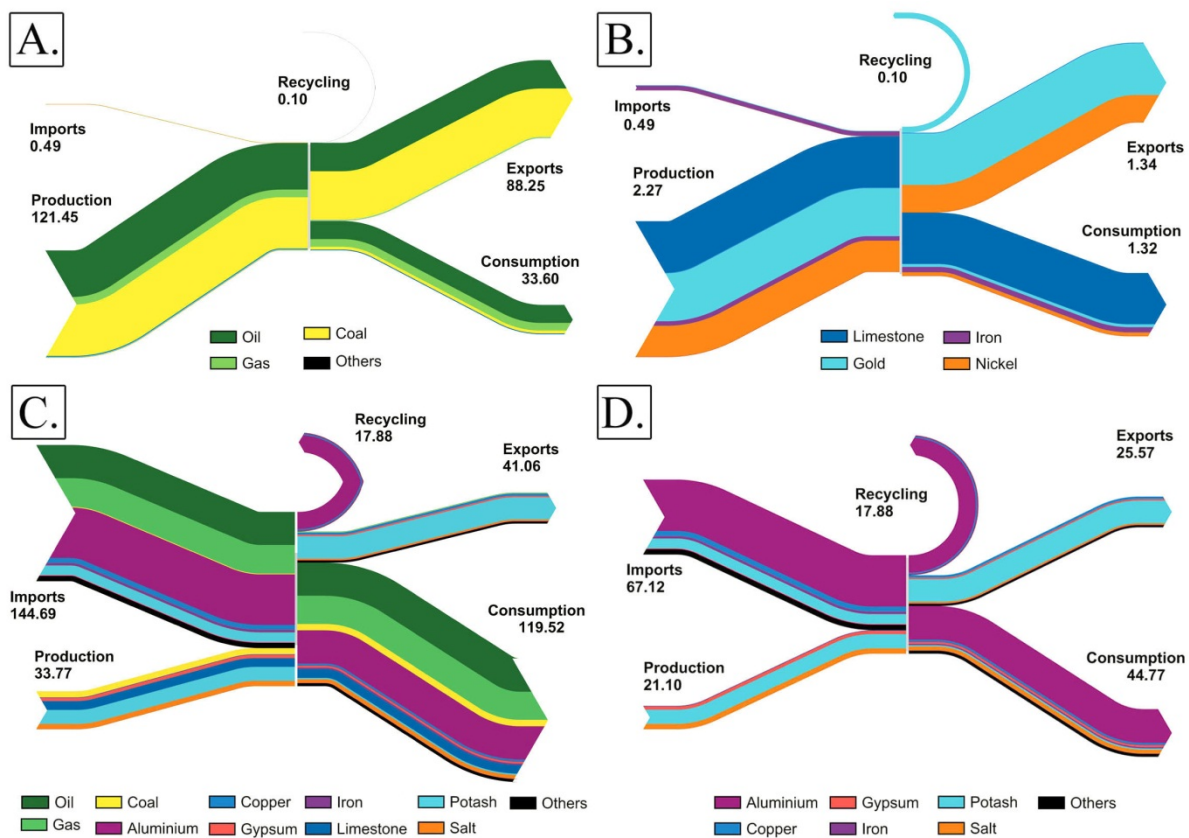 A.
Recycling
0.10
Imports
0.49
Production
121.45
Exports
88.25
Consumption
33.60
Oil
Coal
Gas
Others
B.
Recycling
0.10
Imports
0.49
Production
2.27
Exports
1.34
Consumption
1.32
Limestone
Iron
Gold
Nickel
C.
Recycling
17.88
Exports
41.06
Imports
144.69
Consumption
119.52
Production
33.77
Oil
Coal
Copper
Iron
Potash
Others
Gas
Aluminium
Gypsum
Limestone
Salt
D.
Exports
25.57
Recycling
17.88
Imports
67.12
Production
21.10
Consumption
44.77
Aluminium
Gypsum
Potash
Others
Copper
Iron
Salt